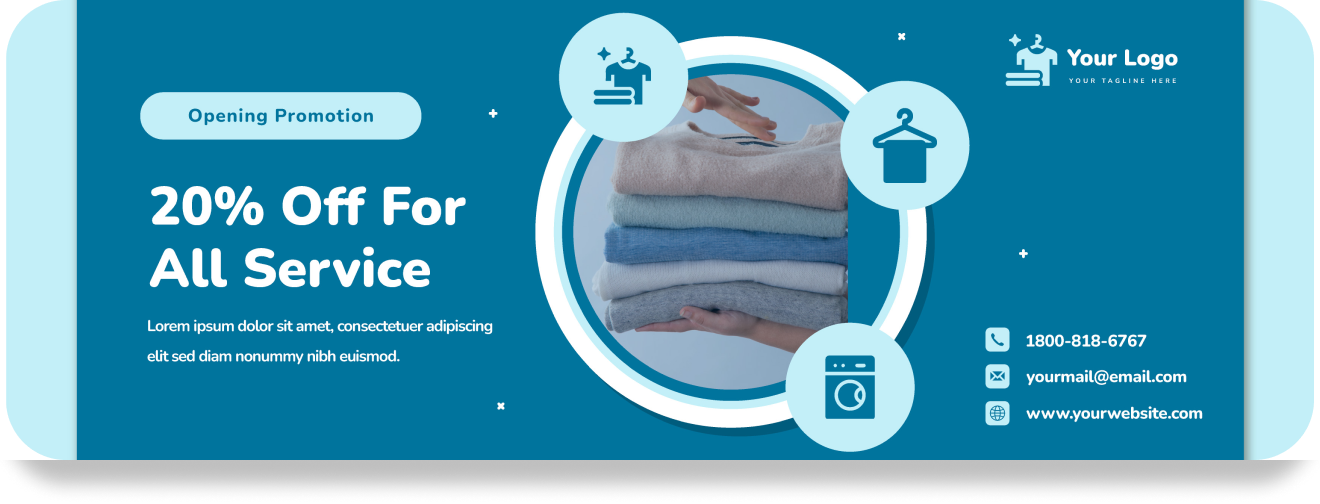 Opening Promotion
20% Off For
All Service
Lorem ipsum dolor sit amet, consectetuer adipiscing
elit sed diam nonummy nibh euismod.
Your Logo
YOUR TAGLINE HERE
1800-818-6767
yourmail@email.com
www.yourwebsite.com